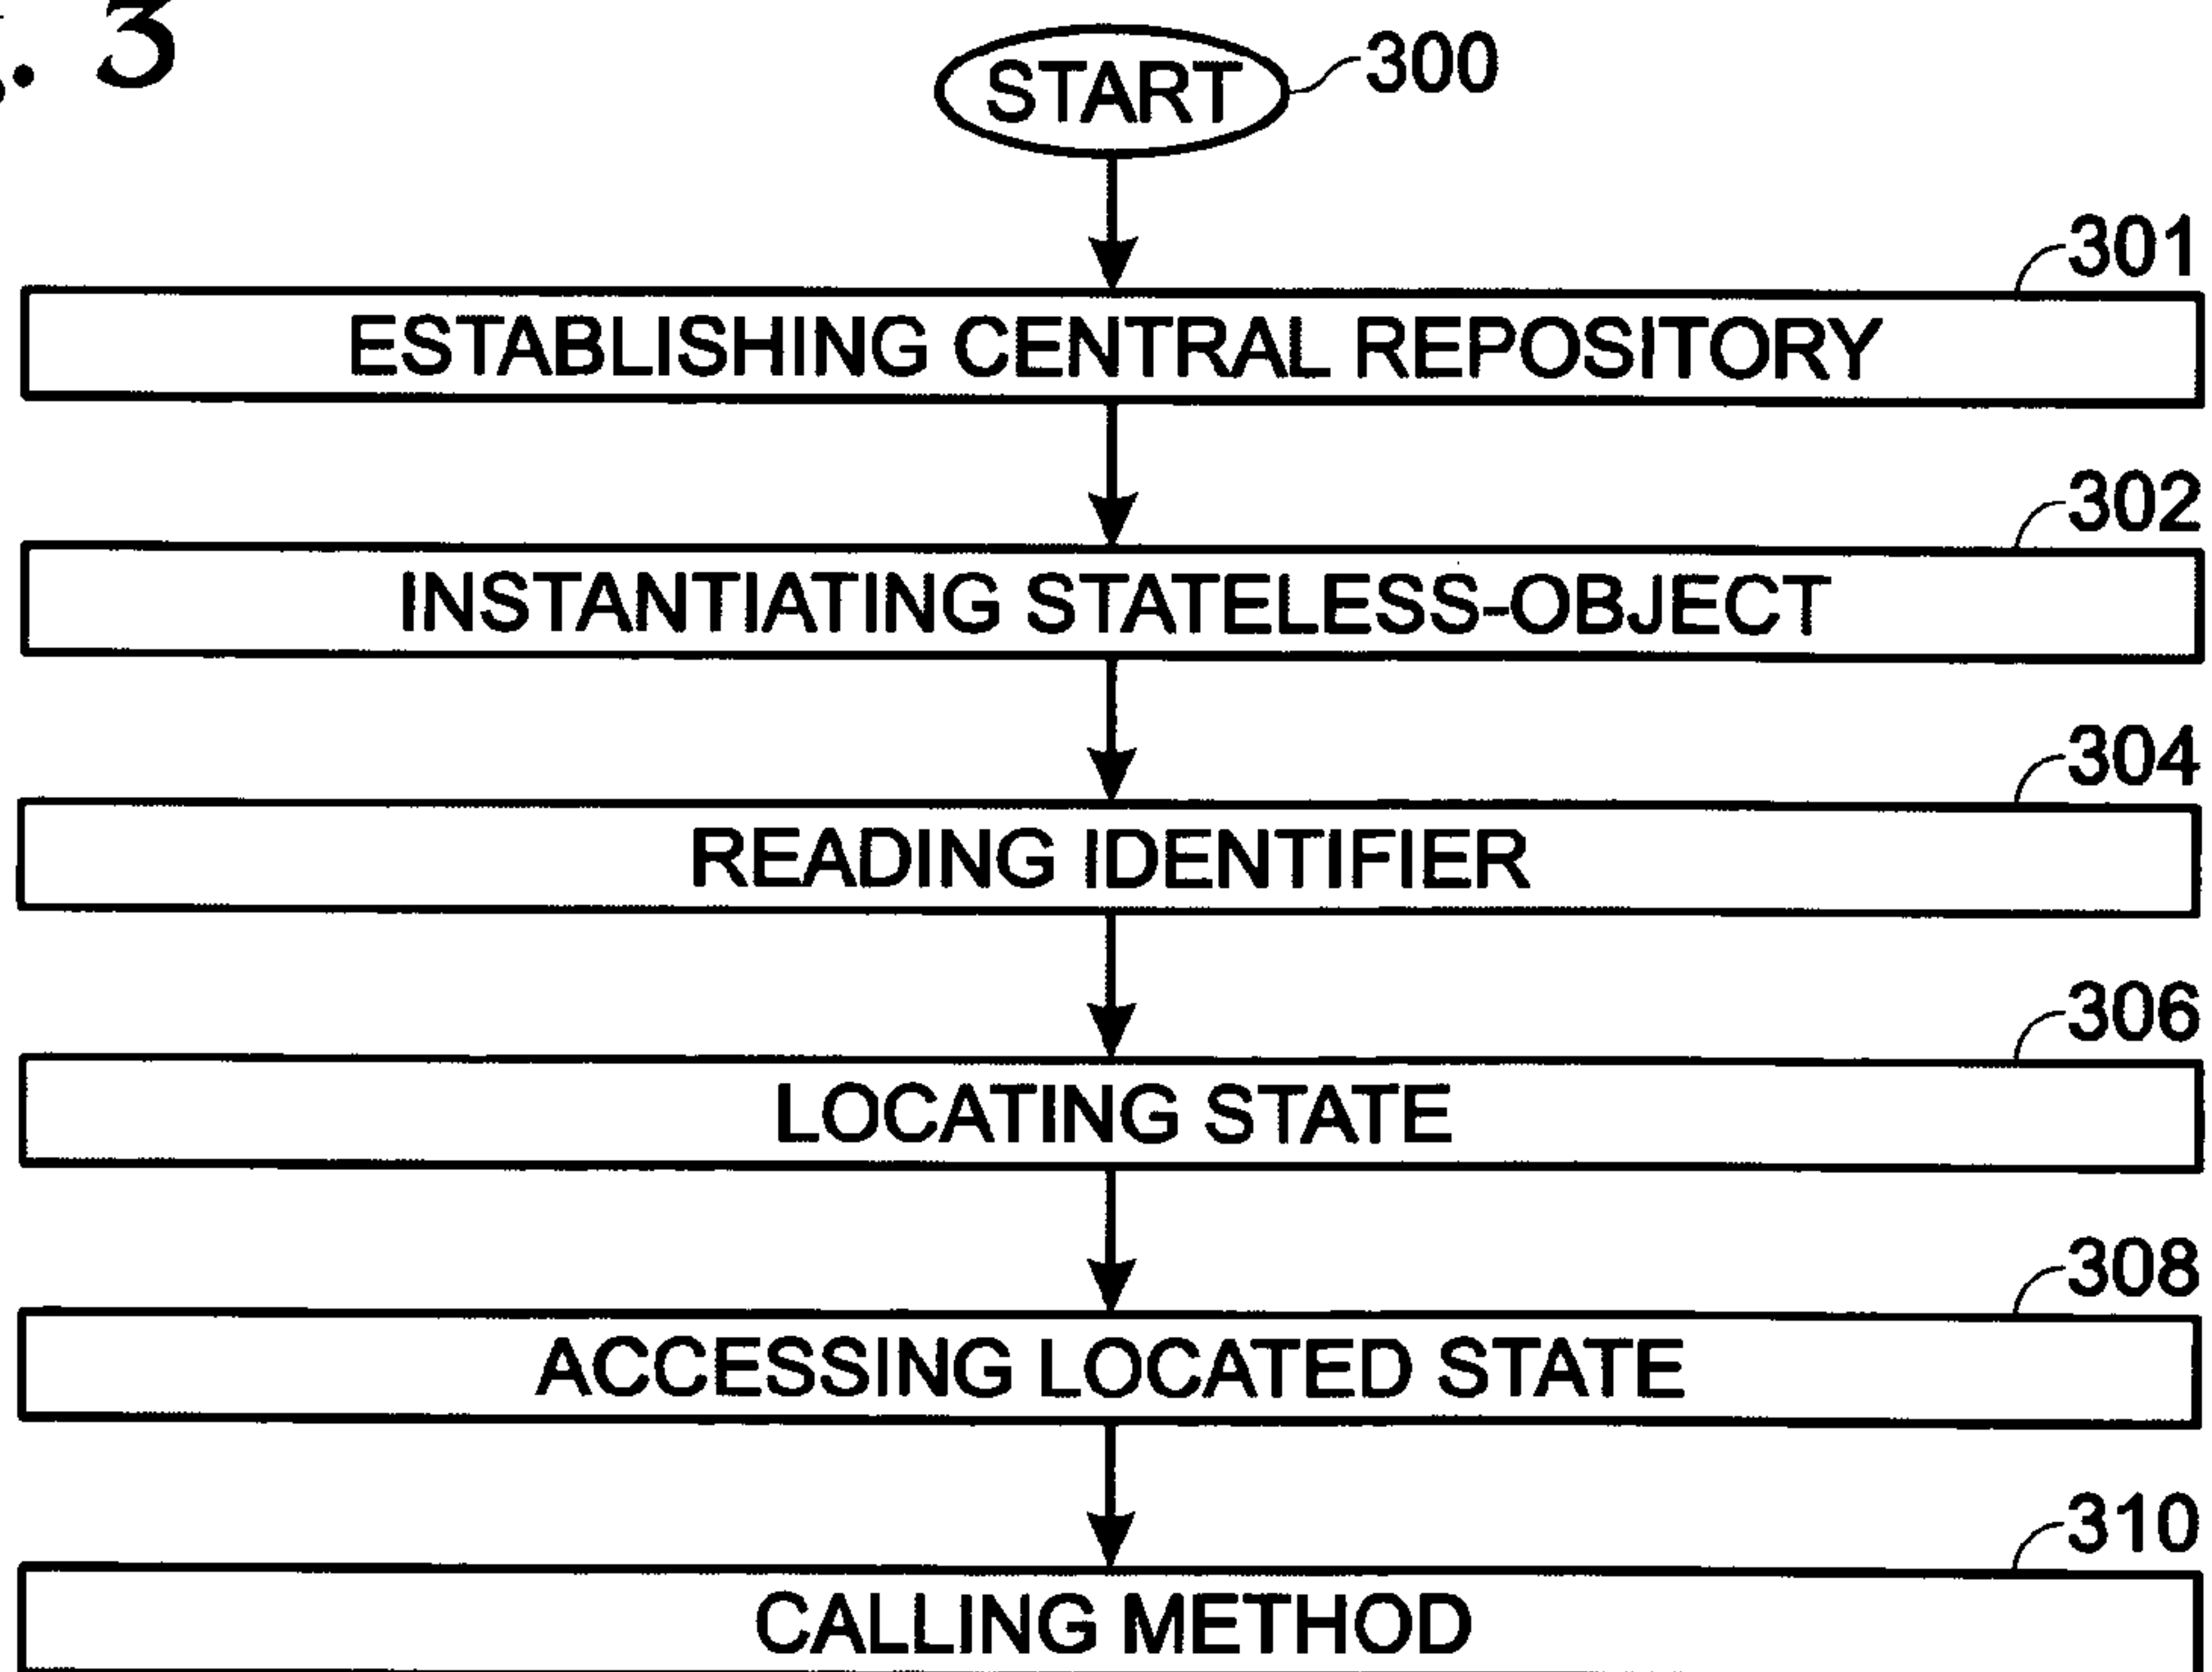 . 3
START
300
301
ESTABLISHING CENTRAL REPOSITORY
302
INSTANTIATING STATELESS-OBJECT
304
READING IDENTIFIER
306
LOCATING STATE
308
ACCESSING LOCATED STATE
310
CALLING METHOD